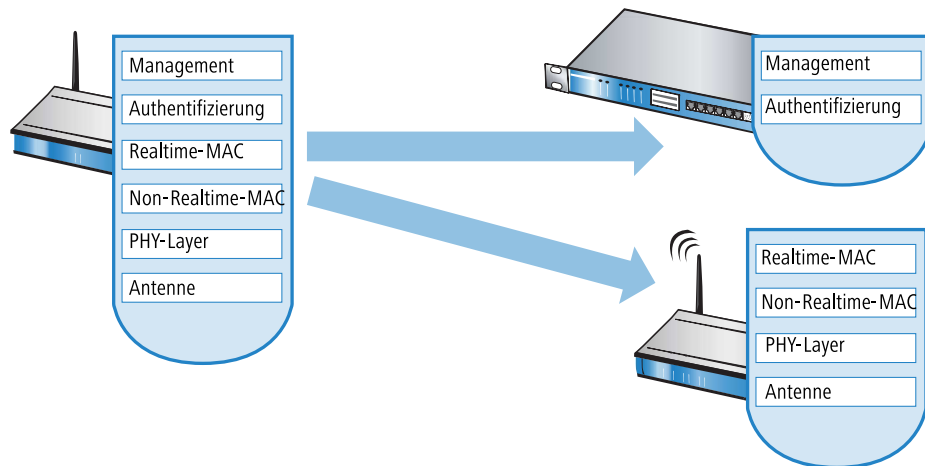 Management
Authentifizierung
Realtime-MAC
Non-Realtime-MAC
PHY-Layer
Antenne
Management
Authentifizierung
Realtime-MAC
Non-Realtime-MAC
PHY-Layer
Antenne